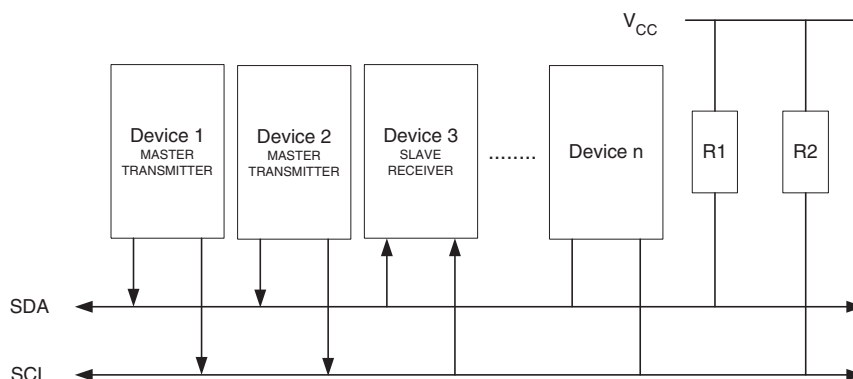 VCC
Device 1
MASTER
TRANSMITTER
Device 2
MASTER
TRANSMITTER
Device 3
SLAVE
RECEIVER
........
Device n
R1
R2
SDA
SCL